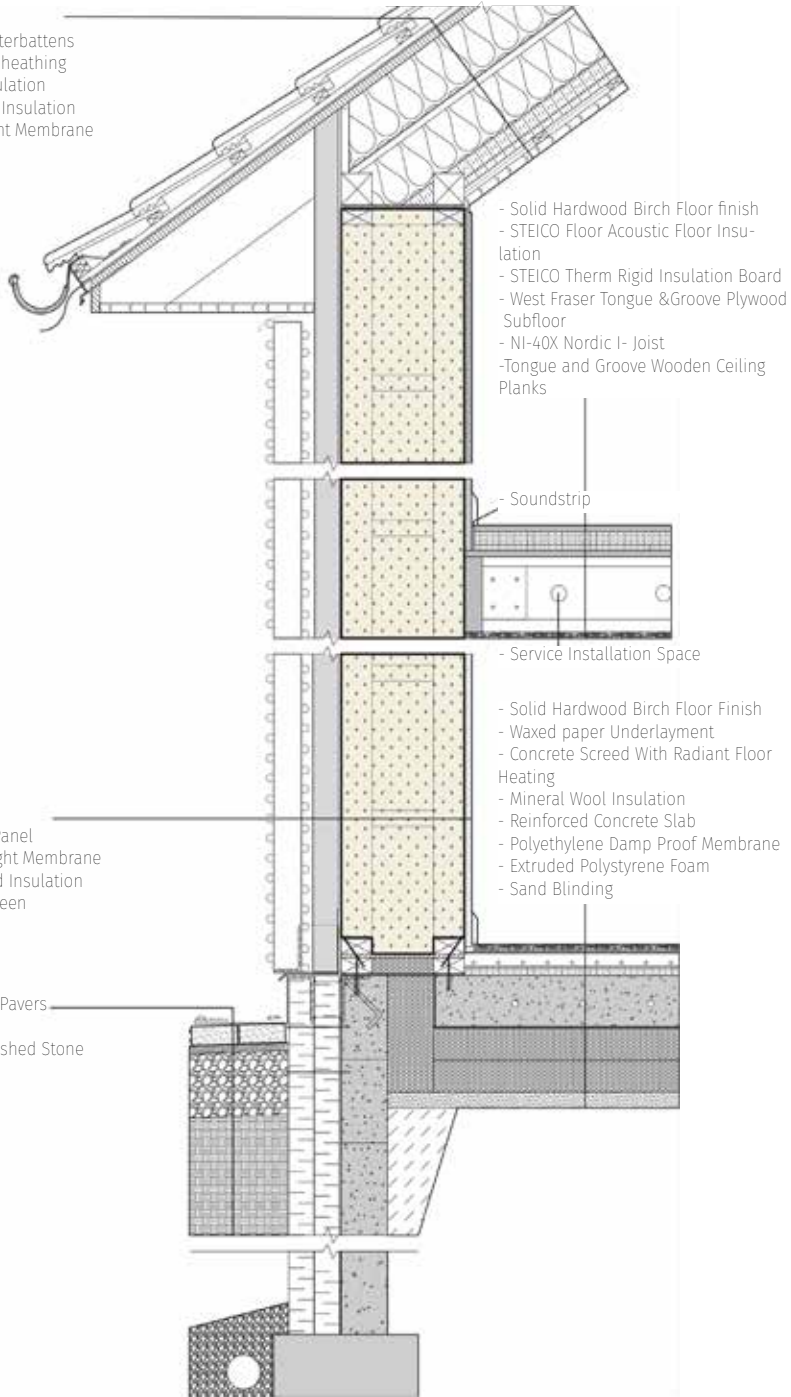 terbattens
heathing
ulation
Insulation
ht Membrane
- Solid Hardwood Birch Floor finish
- STEICO Floor Acoustic Floor Insu-
lation
- STEICO Therm Rigid Insulation Board
- West Fraser Tongue &Groove Plywood
Subfloor
- NI-40X Nordic I- Joist
-Tongue and Groove Wooden Ceiling
Planks
- Soundstrip
- Service Installation Space
- Solid Hardwood Birch Floor Finish
- Waxed paper Underlayment
- Concrete Screed With Radiant Floor
Heating
- Mineral Wool Insulation
- Reinforced Concrete Slab
- Polyethylene Damp Proof Membrane
- Extruded Polystyrene Foam
- Sand Blinding
Panel
ght Membrane
d Insulation
een
Pavers
shed Stone